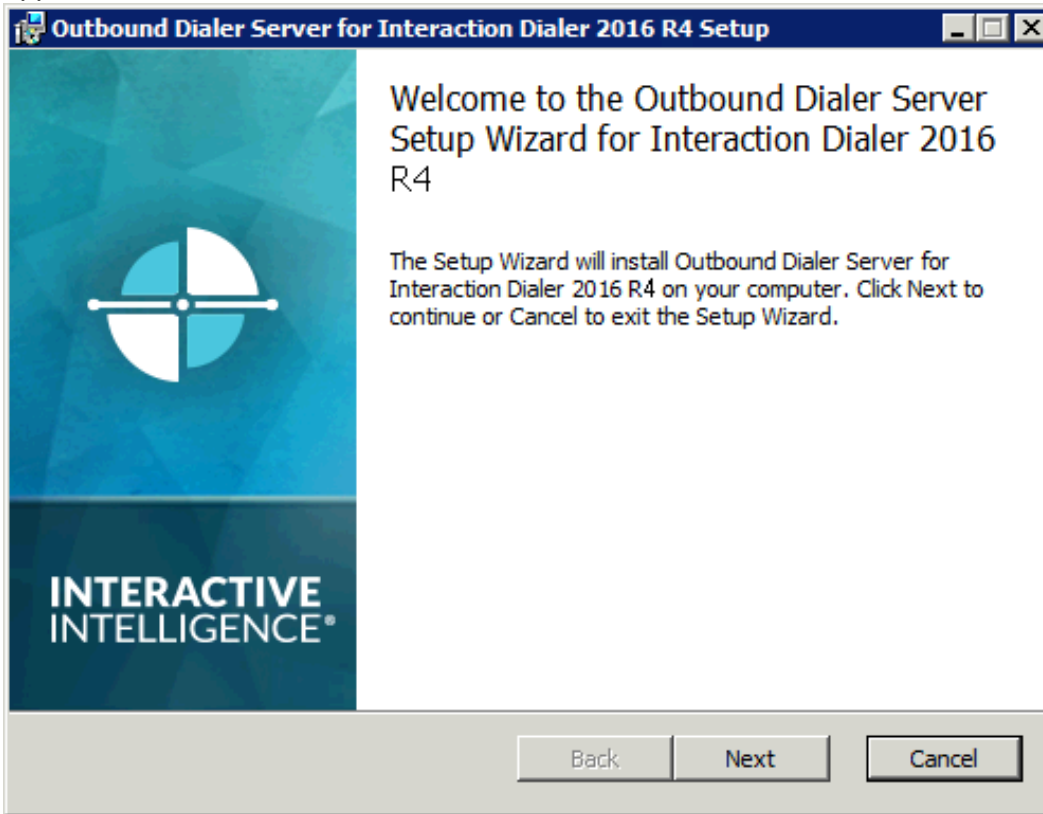 Outbound Dialer Server for Interaction Dialer 2016 R4 Setup
Welcome to the Outbound Dialer Server
Setup Wizard for Interaction Dialer 2016
R4
The Setup Wizard will install Outbound Dialer Server for
Interaction Dialer 2016 R4 on your computer. Click Next to
continue or Cancel to exit the Setup Wizard.
INTERACTIVE
INTELLIGENCE®
Back
Next
Cancel